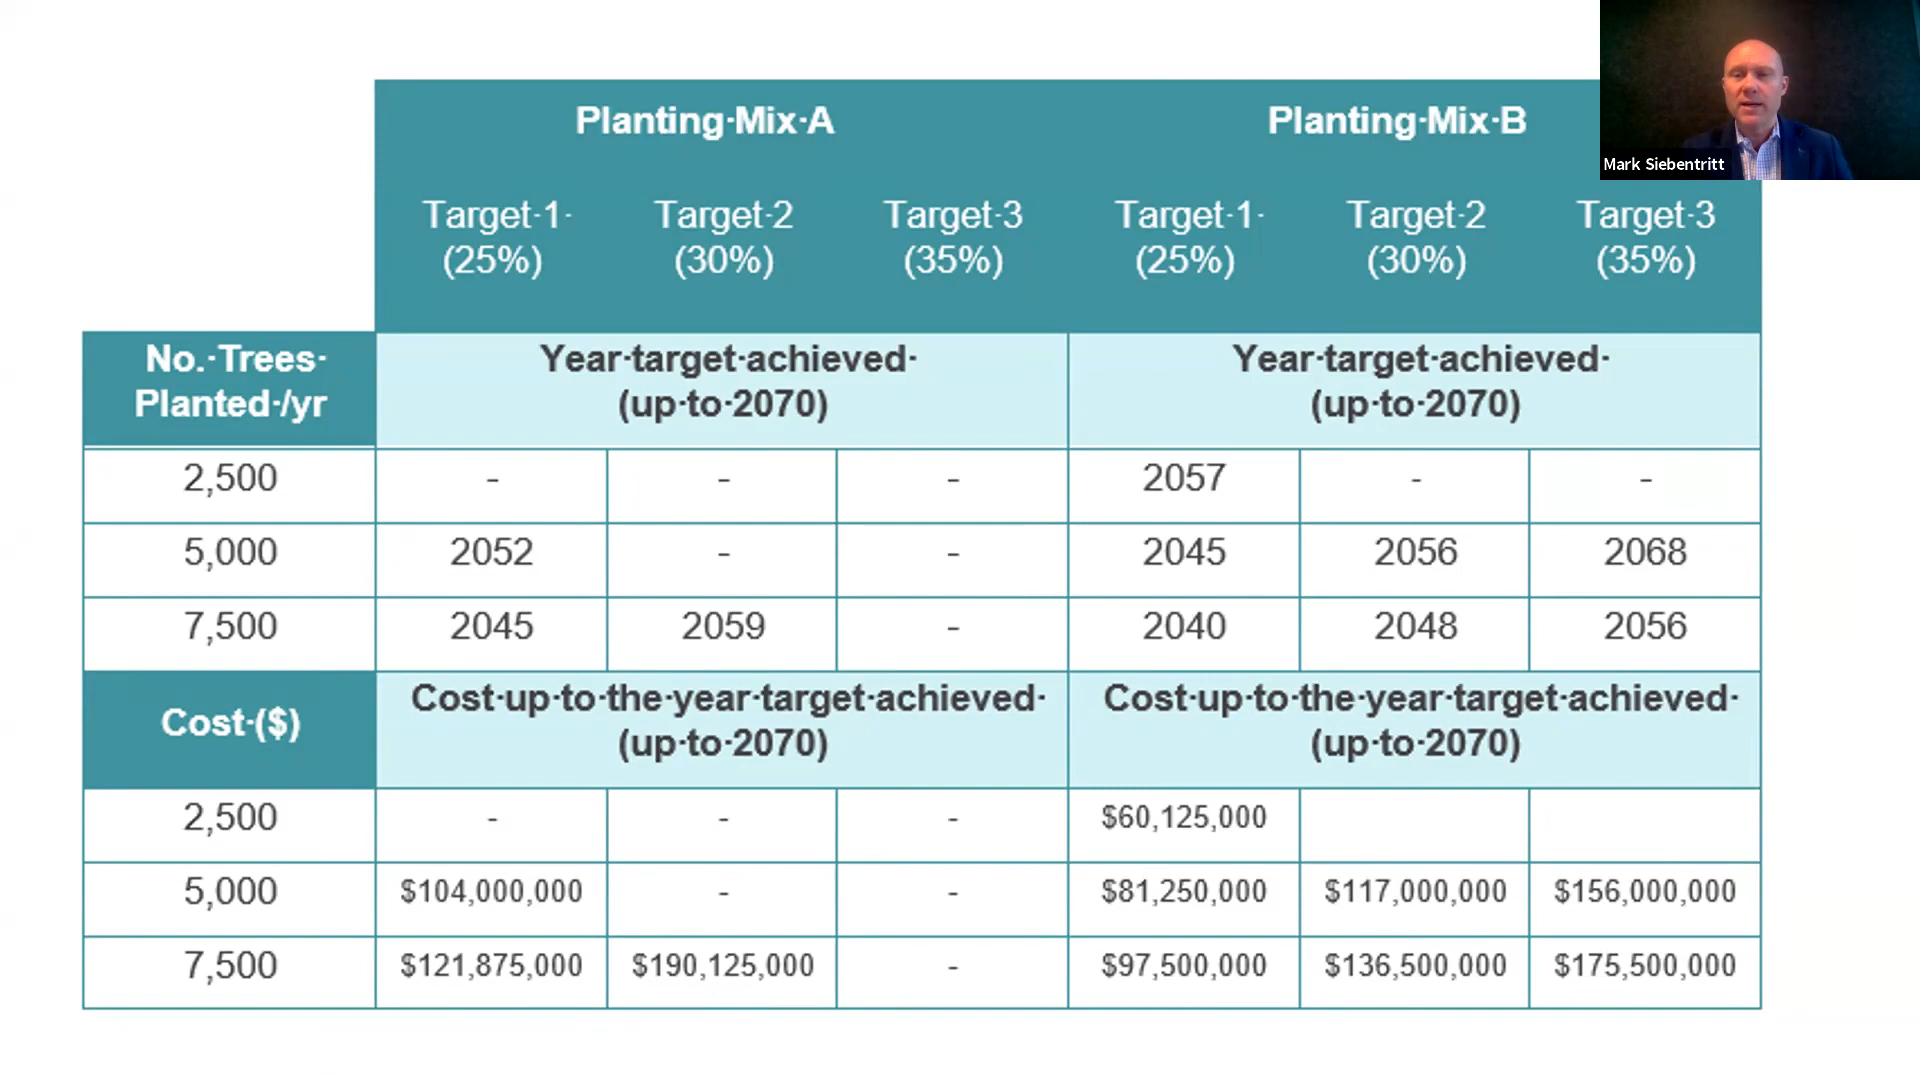 Mark Siebentritt
Planting·Mix·A
Planting·Mix·B
Target·1·
(25%)
Target·2
(30%)
Target·3
(35%)
Target·1·
(25%)
Target·2
(30%)
Target·3
(35%)
No.·Trees·
Planted·/yr
Year·target·achieved·
(up·to·2070)
Year·target·achieved·
(up·to·2070)
2,500 - - - 2057 - -
5,000 2052 - - 2045 2056 2068
7,500 2045 2059 - 2040 2048 2056
Cost·($)
Cost·up·to·the·year·target·achieved·
(up·to·2070)
Cost·up·to·the·year·target·achieved·
(up·to·2070)
2,500 - - - $60,125,000
5,000 $104,000,000 - - $81,250,000 $117,000,000 $156,000,000
7,500 $121,875,000 $190,125,000 - $97,500,000 $136,500,000 $175,500,000